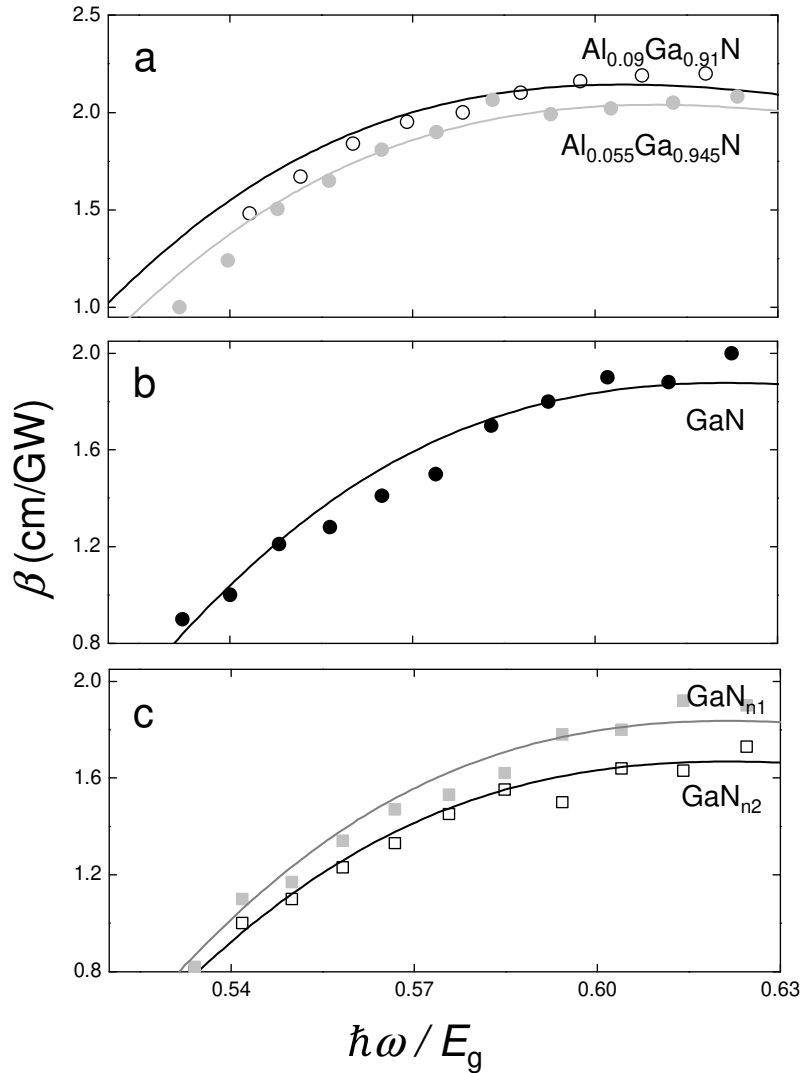 2.5
a
Al0.09Ga0.91N
2.0
Al0.055Ga0.945N
1.5
1.0
2.0
b
GaN
1.6
1.2
0.8
β (cm/GW)
2.0
c
GaNn1
1.6
GaNn2
1.2
0.8
0.54 0.57 0.60 0.63
ħω / Eg